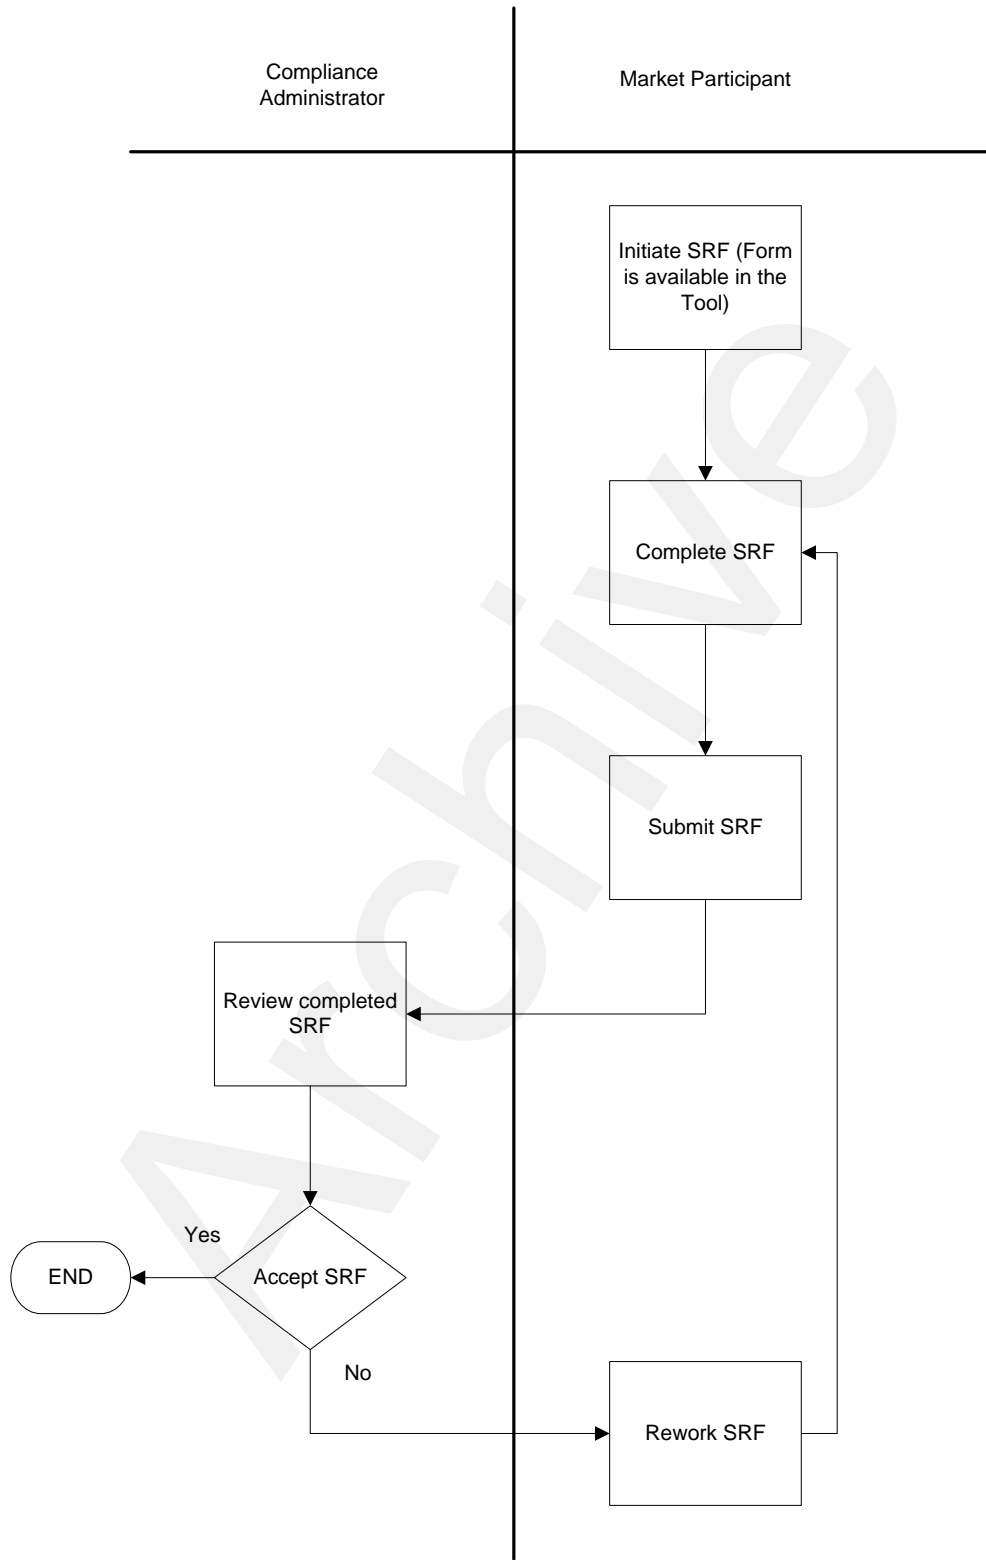 Compliance
Administrator
Market Participant
Initiate SRF (Form
is available in the
Tool)
Complete SRF
Submit SRF
Review completed
SRF
Yes
END
Accept SRF
No
Rework SRF
Archive